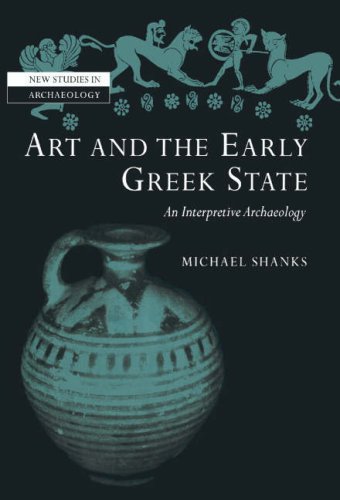 NEW STUDIES IN
ARCHAEOLOGY
ART AND THE EARLY
GREEK STATE
An Interpretive Archaeology
MICHAEL SHANKS